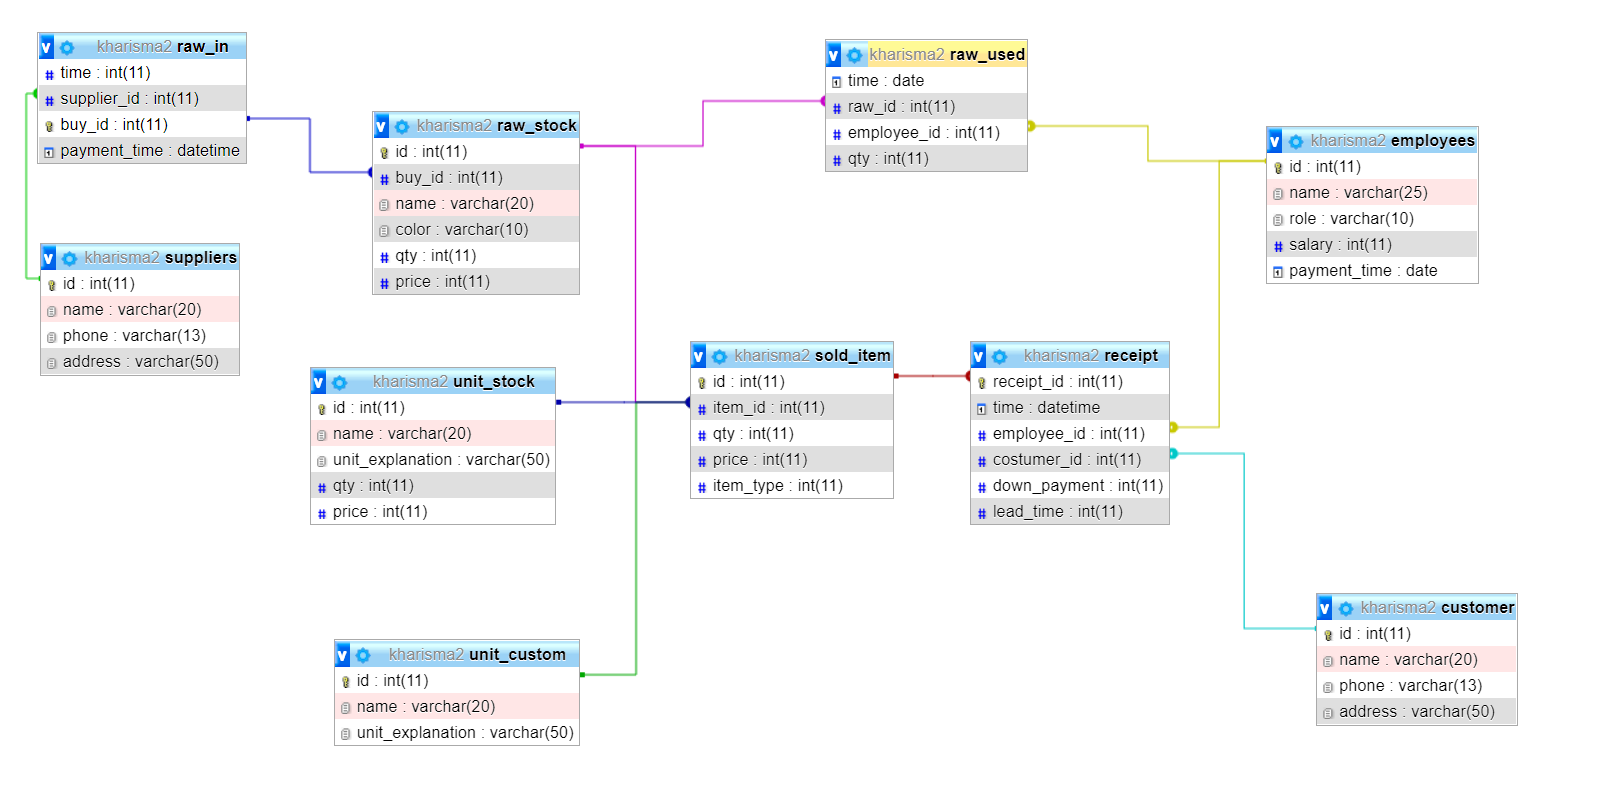 v kharisma2 raw_in
# time : int(11)
# supplier_id : int(11)
buy_id : int(11)
payment_time : datetime
v kharisma2 suppliers
id : int(11)
name : varchar(20)
phone : varchar(13)
address : varchar(50)
v kharisma2 raw_stock
id : int(11)
# buy_id : int(11)
name : varchar(20)
color : varchar(10)
# qty : int(11)
# price : int(11)
v kharisma2 unit_stock
id : int(11)
name : varchar(20)
unit_explanation : varchar(50)
# qty : int(11)
# price : int(11)
v kharisma2 unit_custom
id : int(11)
name : varchar(20)
unit_explanation : varchar(50)
v kharisma2 raw_used
time : date
# raw_id : int(11)
# employee_id : int(11)
# qty : int(11)
v kharisma2 sold_item
id : int(11)
# item_id : int(11)
# qty : int(11)
# price : int(11)
# item_type : int(11)
v kharisma2 receipt
receipt_id : int(11)
time : datetime
# employee_id : int(11)
# costumer_id : int(11)
# down_payment : int(11)
# lead_time : int(11)
v kharisma2 employees
id : int(11)
name : varchar(25)
role : varchar(10)
# salary : int(11)
payment_time : date
v kharisma2 customer
id : int(11)
name : varchar(20)
phone : varchar(13)
address : varchar(50)